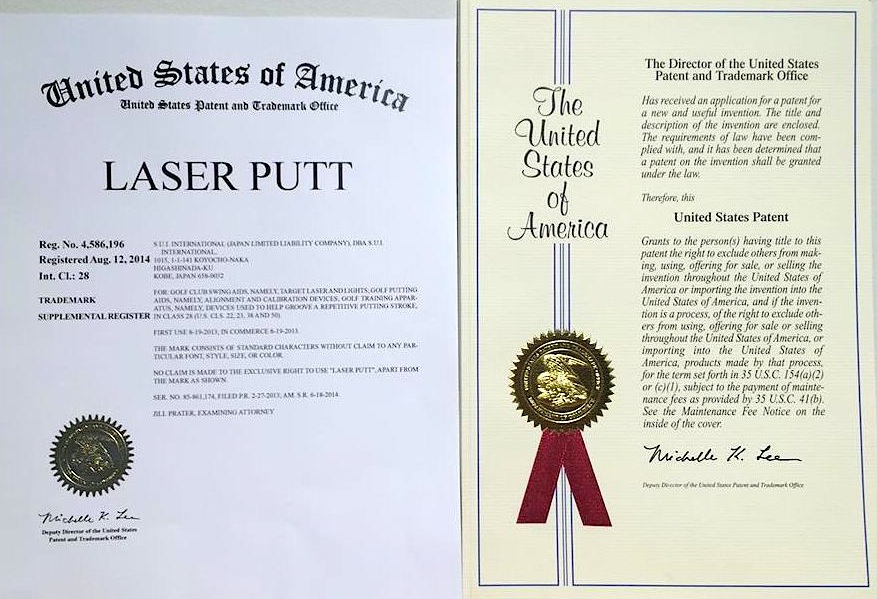 United States of America
United States Patent and Trademark Office
LASER PUTT
Reg. No. 4,586,196
Registered Aug. 12, 2014
Int. Cl.: 28
TRADEMARK
SUPPLEMENTAL REGISTER
S.U.I. INTERNATIONAL (JAPAN LIMITED LIABILITY COMPANY), DBA S.U.I.
INTERNATIONAL,
1015, 1-1-141 KOYOCHO-NAKA
HIGASHINADA-KU
KOBE, JAPAN 658-0032
FOR: GOLF CLUB SWING AIDS, NAMELY, TARGET LASER AND LIGHTS; GOLF PUTTING
AIDS, NAMELY, ALIGNMENT AND CALIBRATION DEVICES, GOLF TRAINING APPAR-
ATUS, NAMELY, DEVICES USED TO HELP GROOVE A REPETITIVE PUTTING STROKE,
IN CLASS 28 (U.S. CLS. 22, 23, 38 AND 50).
FIRST USE 6-19-2013; IN COMMERCE 6-19-2013.
THE MARK CONSISTS OF STANDARD CHARACTERS WITHOUT CLAIM TO ANY PAR-
TICULAR FONT, STYLE, SIZE, OR COLOR.
NO CLAIM IS MADE TO THE EXCLUSIVE RIGHT TO USE "LASER PUTT", APART FROM
THE MARK AS SHOWN.
SER. NO. 85-861,174, FILED P.R. 2-27-2013; AM. S.R. 6-18-2014.
JILL PRATER, EXAMINING ATTORNEY
Michelle K. Lee
Deputy Director of the United States
Patent and Trademark Office
The
United
States
of
America
The Director of the United States
Patent and Trademark Office
Has received an application for a patent for
a new and useful invention. The title and
description of the invention are enclosed.
The requirements of law have been com-
plied with, and it has been determined that
a patent on the invention shall be granted
under the law.
Therefore, this
United States Patent
Grants to the person(s) having title to this
patent the right to exclude others from mak-
ing, using, offering for sale, or selling the
invention throughout the United States of
America or importing the invention into the
United States of America, and if the inven-
tion is a process, of the right to exclude oth-
ers from using, offering for sale or selling
throughout the United States of America, or
importing into the United States of
America, products made by that process,
for the term set forth in 35 U.S.C. 154(a)(2)
or (c)(1), subject to the payment of mainte-
nance fees as provided by 35 U.S.C. 41(b).
See the Maintenance Fee Notice on the
inside of the cover.
Michelle K. Lee
Deputy Director of the United States Patent and Trademark Office